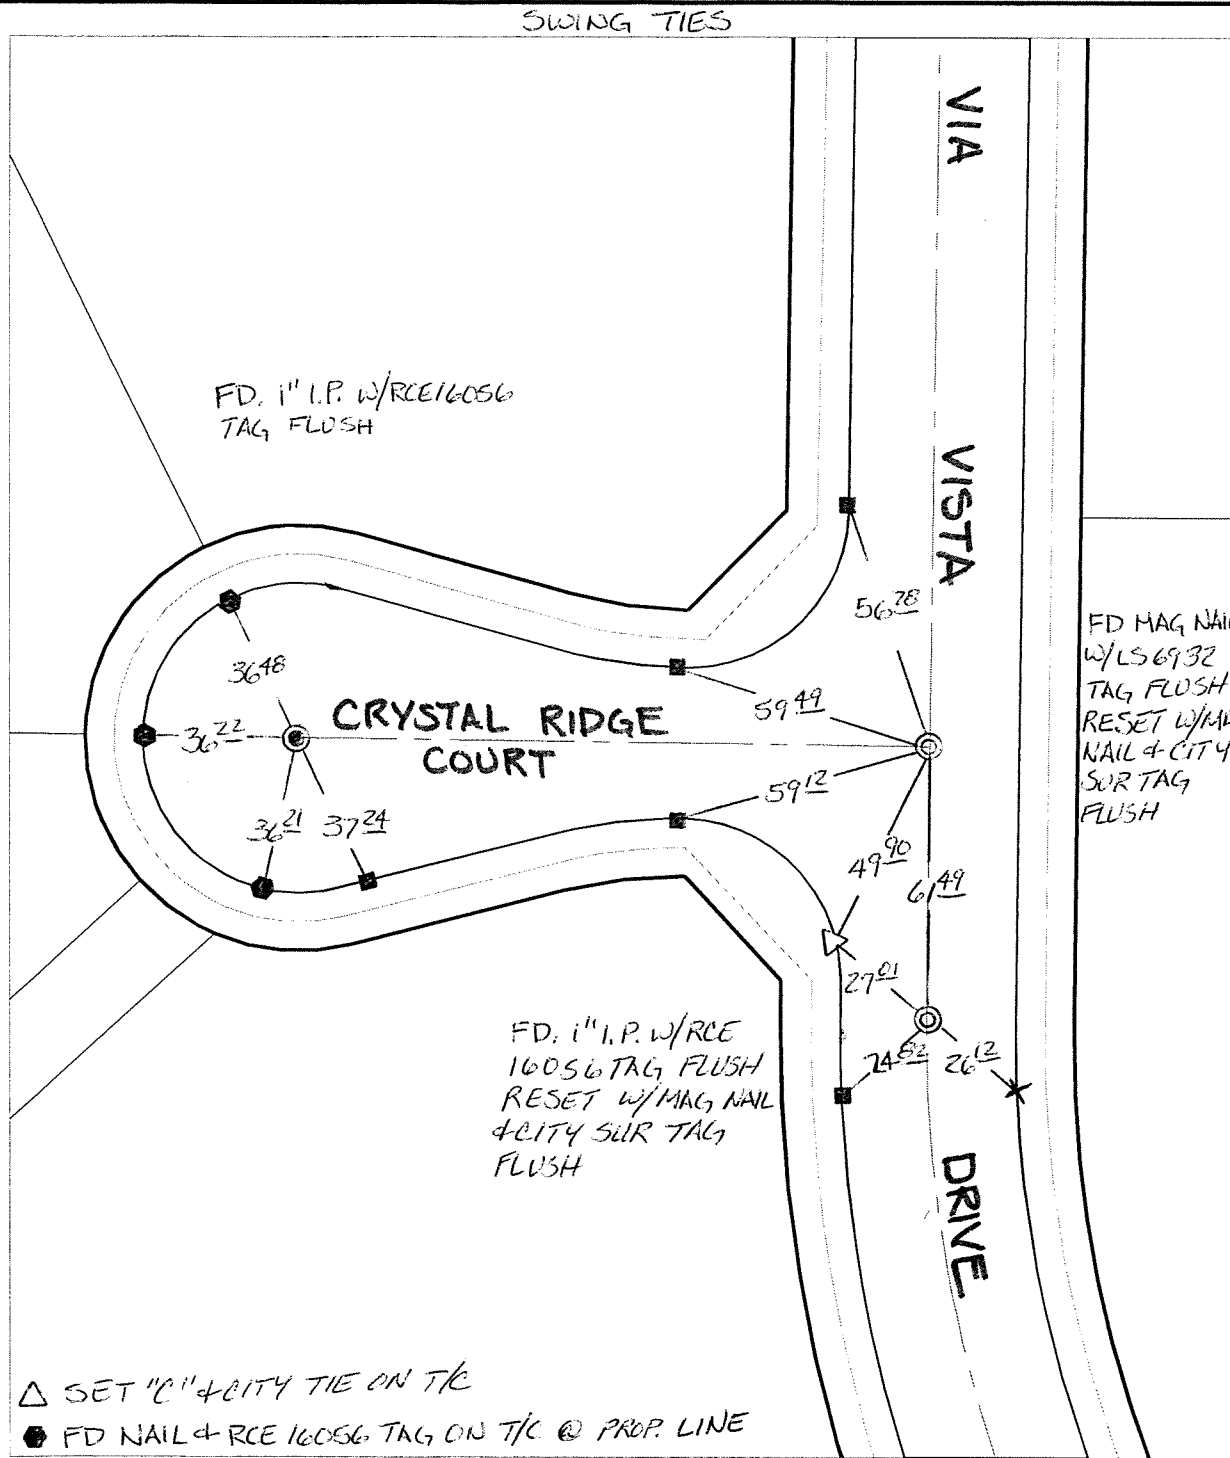 SWING TIES
VIA
VISTA
DRIVE
FD. 1" I.P. W/RCE16056
TAG FLUSH
CRYSTAL RIDGE
COURT
36 48
36 22
36 21
37 24
56 78
59 49
59 12
49 90
61 49
27 01
24 82
26 12
FD MAG NAIL
W/LS6932
TAG FLUSH
RESET W/MA
NAIL & CITY
SUR TAG
FLUSH
FD. 1" I.P. W/RCE
16056 TAG FLUSH
RESET W/MAG NAIL
& CITY SUR TAG
FLUSH
△ SET "C" & CITY TIE ON T/C
FD NAIL & RCE 16056 TAG ON T/C @ PROP. LINE